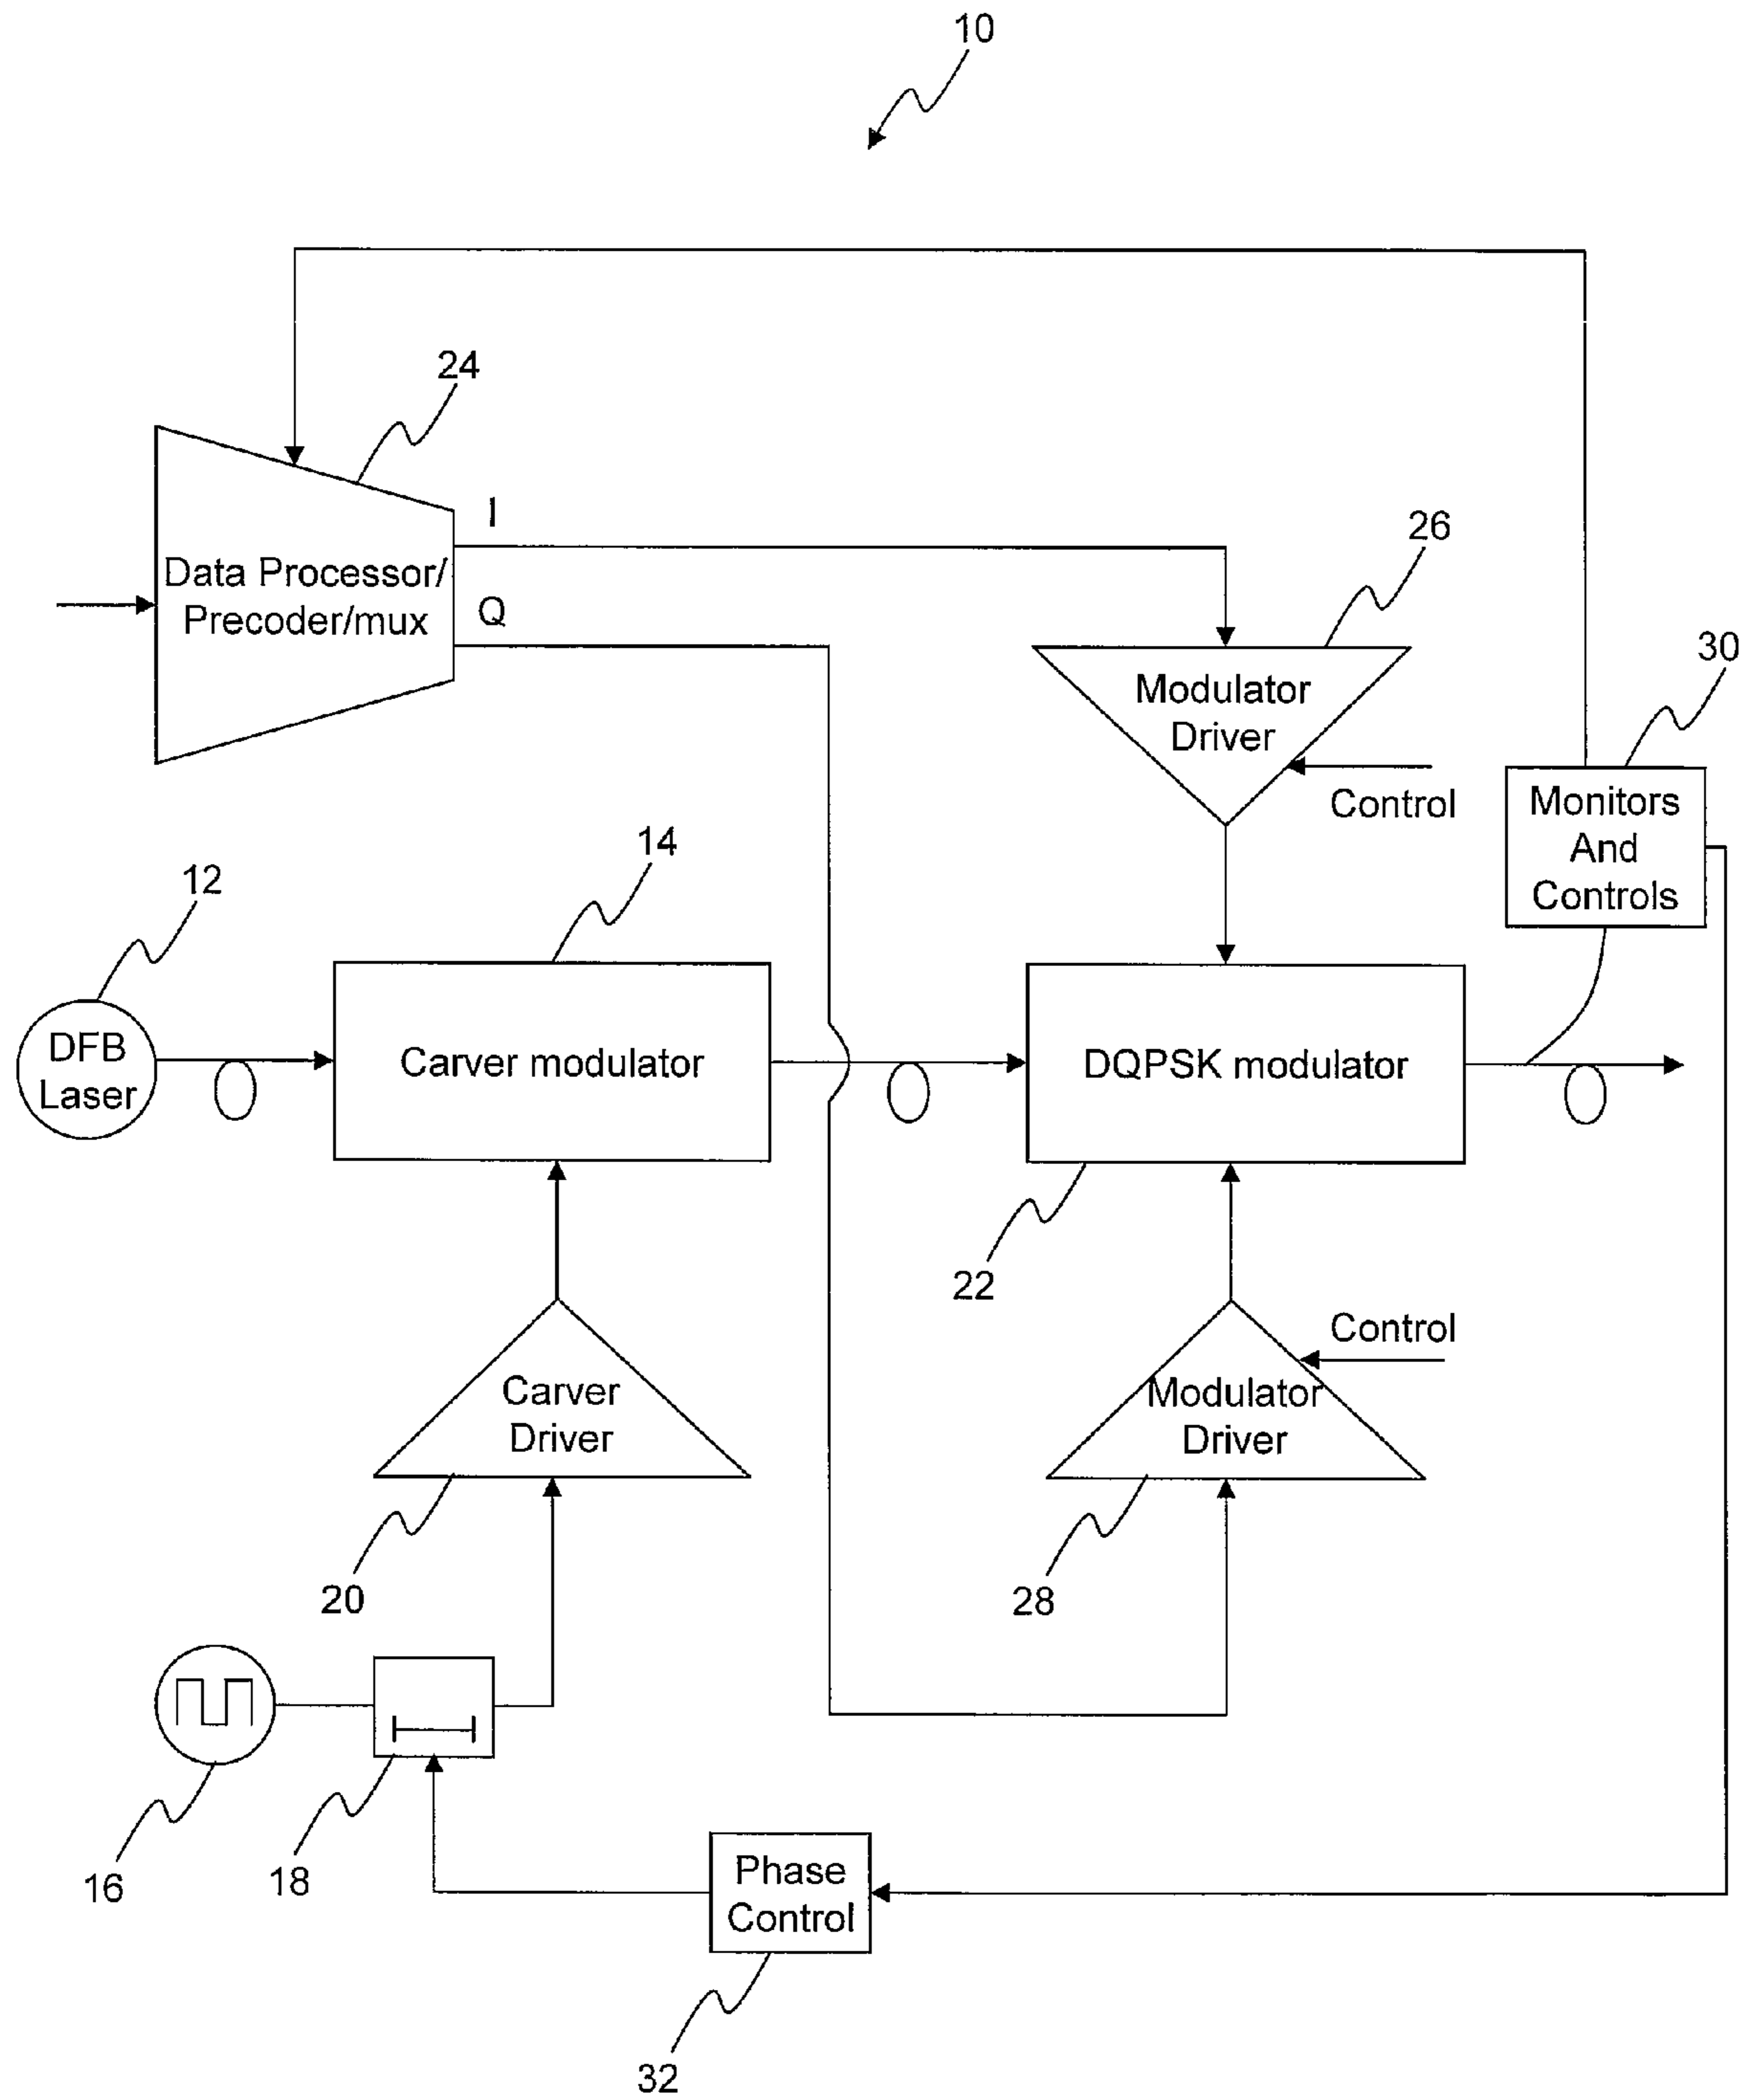 10
24
I
Data Processor/
Precoder/mux
Q
26
Modulator
Driver
Control
30
Monitors
And
Controls
14
12
DFB
Laser
Carver modulator
DQPSK modulator
22
Control
Carver
Driver
Modulator
Driver
20
28
16
18
Phase
Control
32